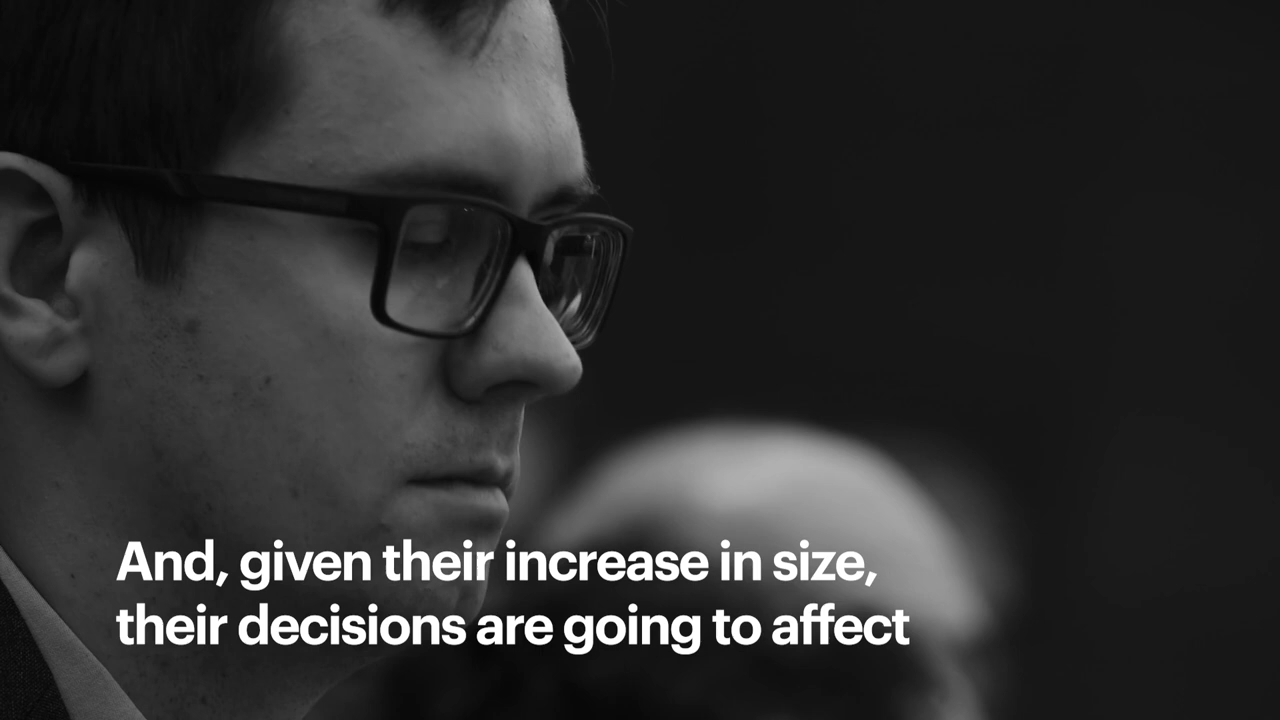 And, given their increase in size,
their decisions are going to affect